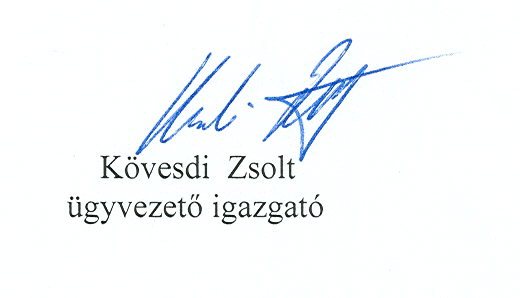 Kövesdi Zsolt
ügyvezető igazgató